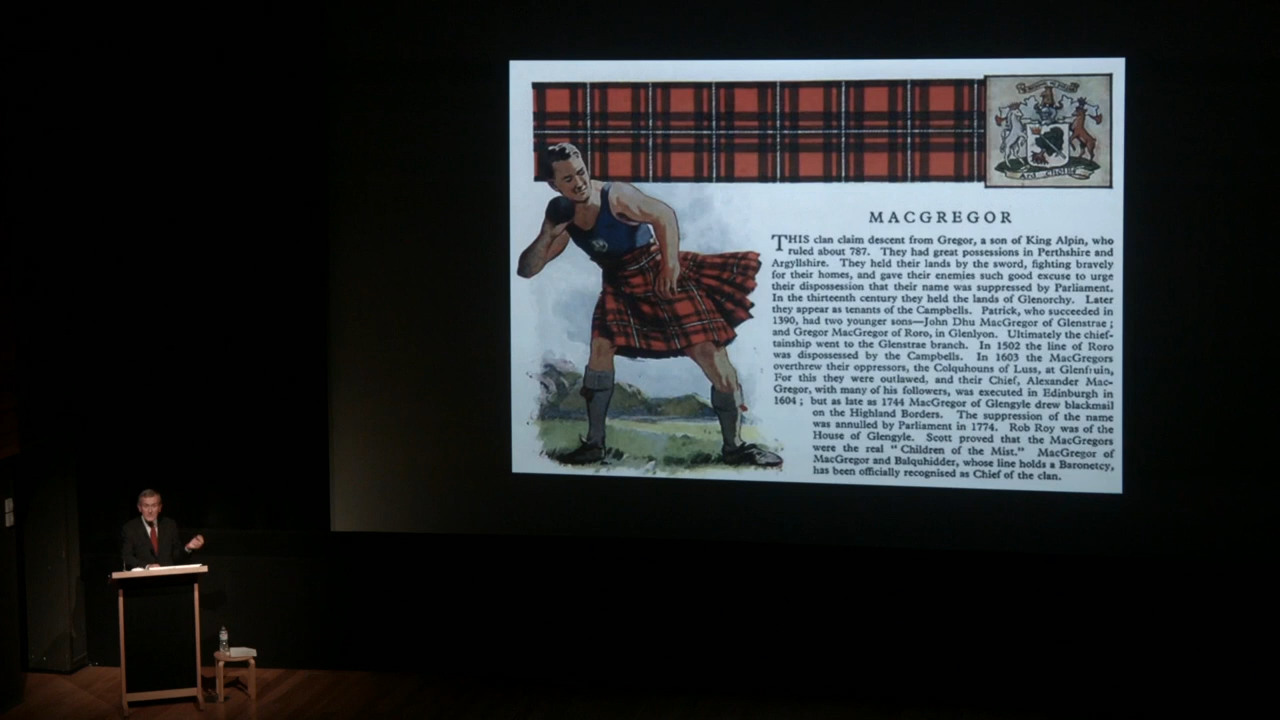 MACGREGOR
THIS clan claim descent from Gregor, a son of King Alpin, who
ruled about 787. They had great possessions in Perthshire and
Argyllshire. They held their lands by the sword, fighting bravely
for their homes, and gave their enemies such good excuse to urge
their dispossession that their name was suppressed by Parliament.
In the thirteenth century they held the lands of Glenorchy. Later
they appear as tenants of the Campbells. Patrick, who succeeded in
1390, had two younger sons—John Dhu MacGregor of Glenstrae ;
and Gregor MacGregor of Roro, in Glenlyon. Ultimately the chief-
tainship went to the Glenstrae branch. In 1502 the line of Roro
was dispossessed by the Campbells. In 1603 the MacGregors
overthrew their oppressors, the Colquhouns of Luss, at Glenfruin,
For this they were outlawed, and their Chief, Alexander Mac-
Gregor, with many of his followers, was executed in Edinburgh in
1604 ; but as late as 1744 MacGregor of Glengyle drew blackmail
on the Highland Borders. The suppression of the name
was annulled by Parliament in 1774. Rob Roy was of the
House of Glengyle. Scott proved that the MacGregors
were the real " Children of the Mist." MacGregor of
MacGregor and Balquhidder, whose line holds a Baronetcy,
has been officially recognised as Chief of the clan.